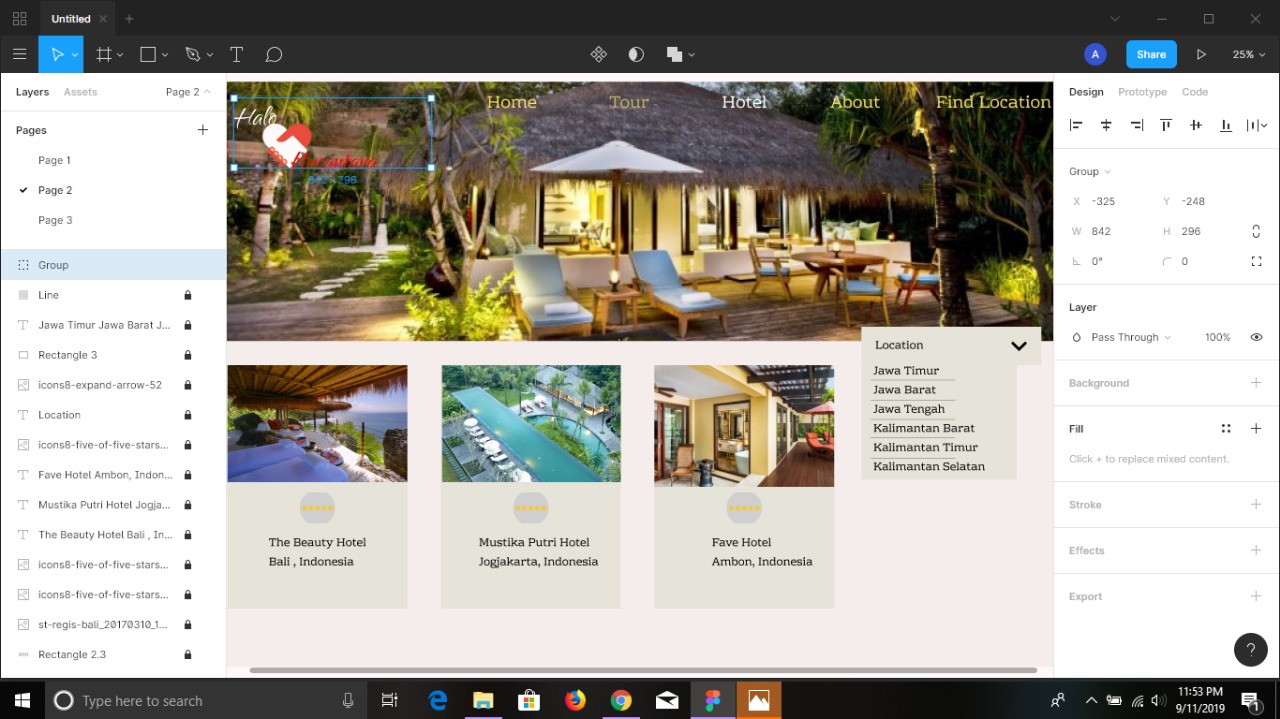 Untitled
A
Share
25%
Layers
Assets
Page 2
Pages
Page 1
Page 2
Page 3
Group
Line
Jawa Timur Jawa Barat J...
Rectangle 3
icons8-expand-arrow-52
Location
icons8-five-of-five-stars...
Fave Hotel Ambon, Indon...
Mustika Putri Hotel Jogja...
The Beauty Hotel Bali , In...
icons8-five-of-five-stars...
icons8-five-of-five-stars...
st-regis-bali_20170310_1...
Rectangle 2.3
Halo
Nusantara
842 × 296
Home
Tour
Hotel
About
Find Location
Location
Jawa Timur
Jawa Barat
Jawa Tengah
Kalimantan Barat
Kalimantan Timur
Kalimantan Selatan
The Beauty Hotel
Bali , Indonesia
Mustika Putri Hotel
Jogjakarta, Indonesia
Fave Hotel
Ambon, Indonesia
Design
Prototype
Code
Group
X -325
Y -248
W 842
H 296
0°
0
Layer
Pass Through
100%
Background
Fill
Click + to replace mixed content.
Stroke
Effects
Export
?
Type here to search
11:53 PM
9/11/2019
1